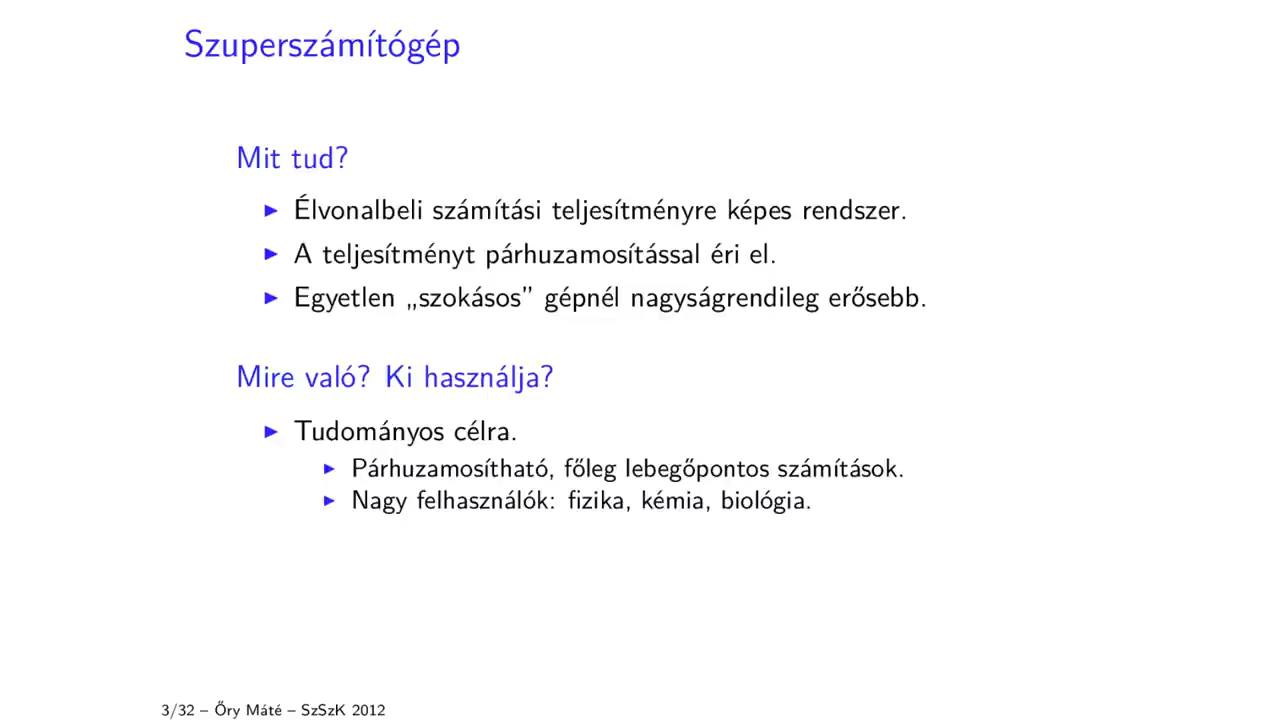 Szuperszámítógép
Mit tud?
Élvonalbeli számítási teljesítményre képes rendszer.
A teljesítményt párhuzamosítással éri el.
Egyetlen „szokásos” gépnél nagyságrendileg erősebb.
Mire való? Ki használja?
Tudományos célra.
Párhuzamosítható, főleg lebegőpontos számítások.
Nagy felhasználók: fizika, kémia, biológia.
3/32 – Őry Máté – SzSzK 2012